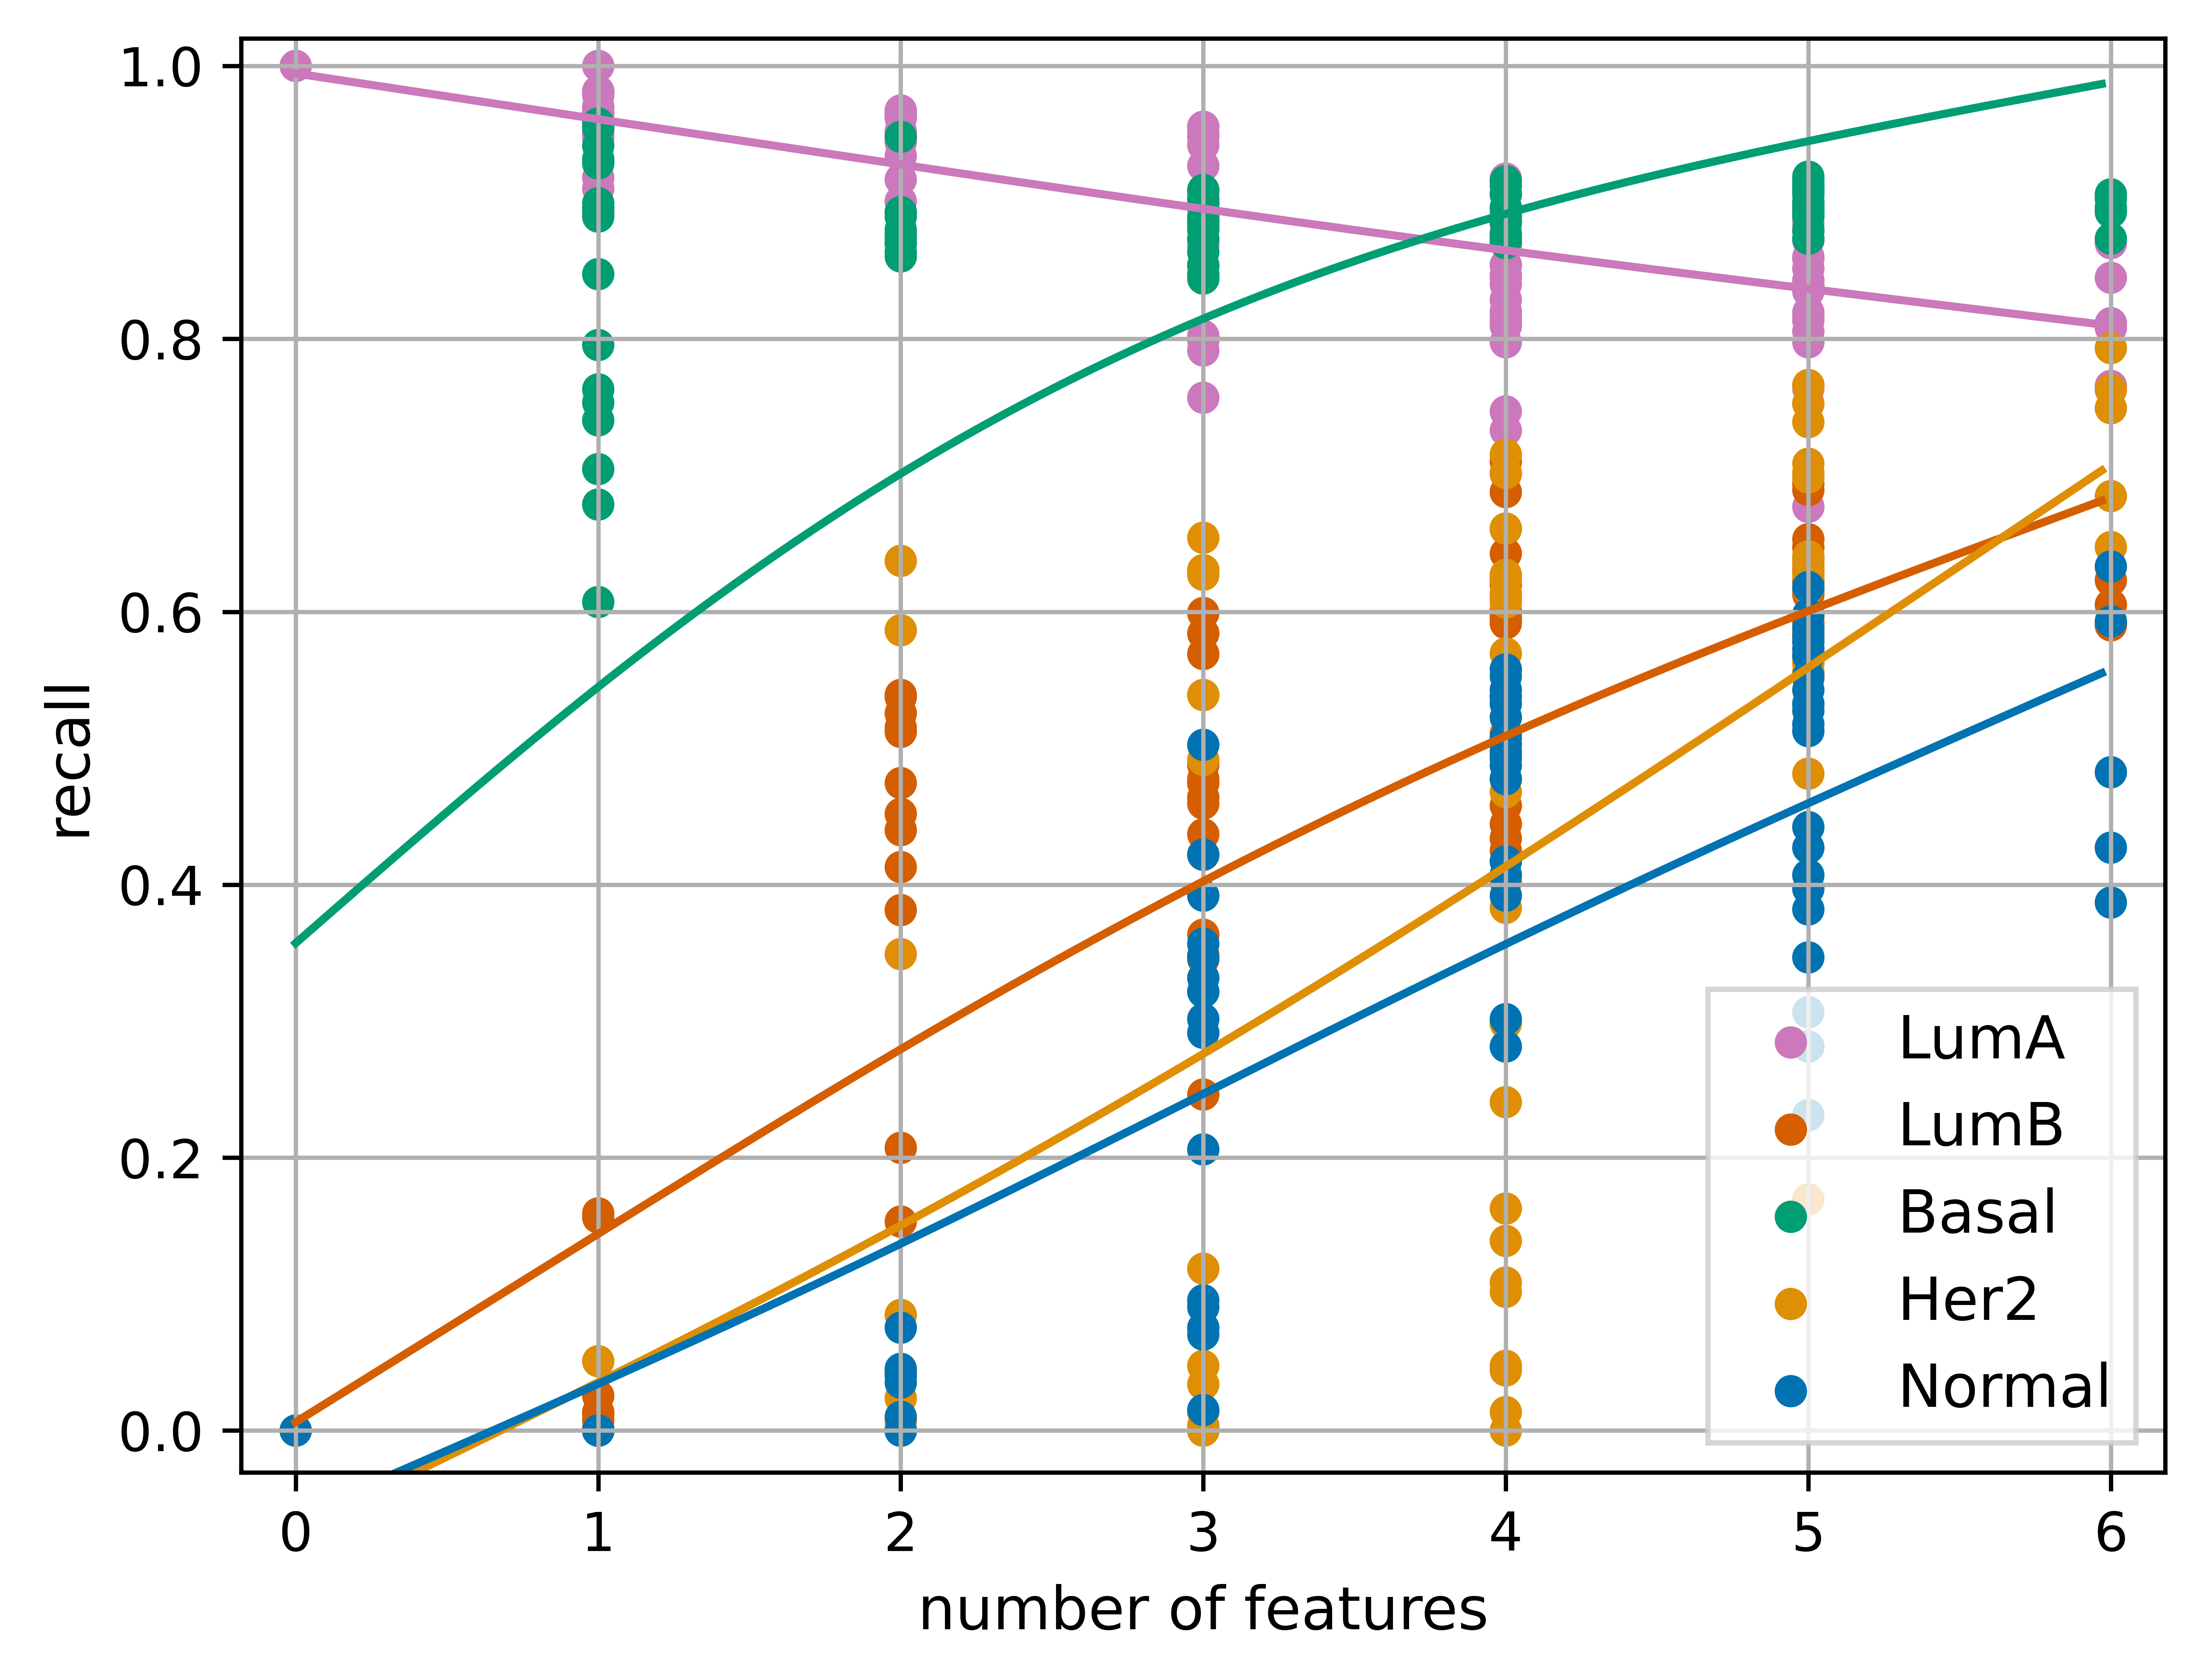 1.0
0.8
0.6
0.4
0.2
0.0
recall
0 1 2 3 4 5 6
number of features
LumA
LumB
Basal
Her2
Normal